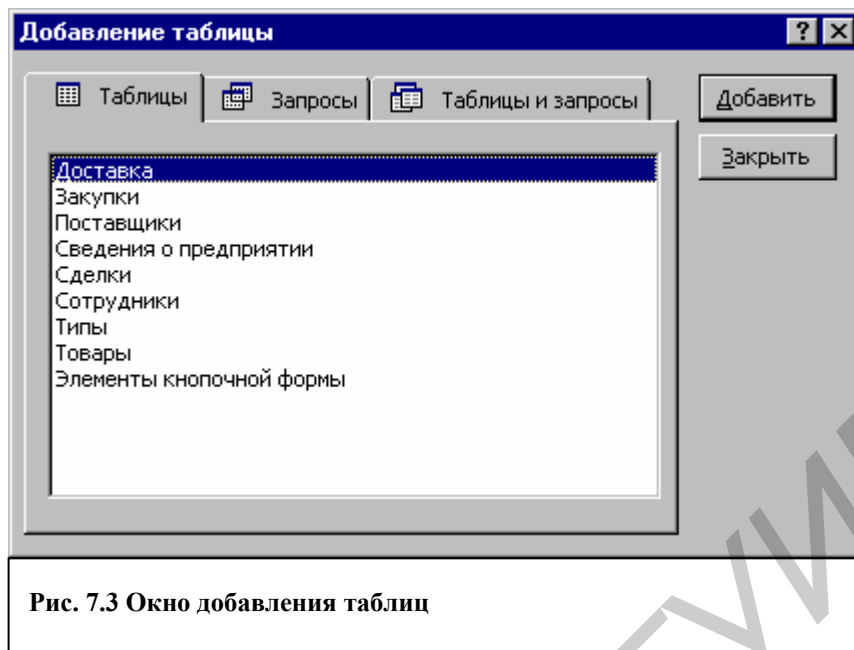 Добавление таблицы
Таблицы Запросы Таблицы и запросы
Добавить
Закрыть
Доставка
Закупки
Поставщики
Сведения о предприятии
Сделки
Сотрудники
Типы
Товары
Элементы кнопочной формы
Рис. 7.3 Окно добавления таблиц